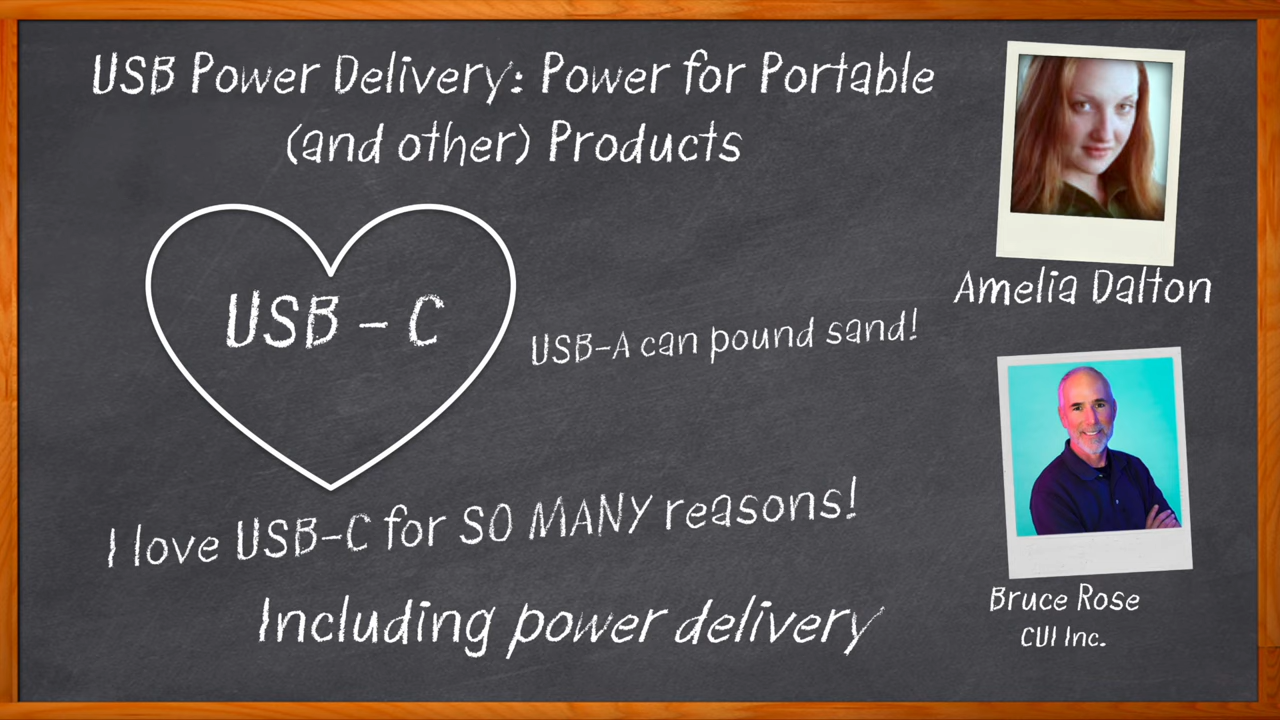 USB Power Delivery: Power for Portable
(and other) Products
USB - C
USB-A can pound sand!
I love USB-C for SO MANY reasons!
Including power delivery
Amelia Dalton
Bruce Rose
CUI Inc.